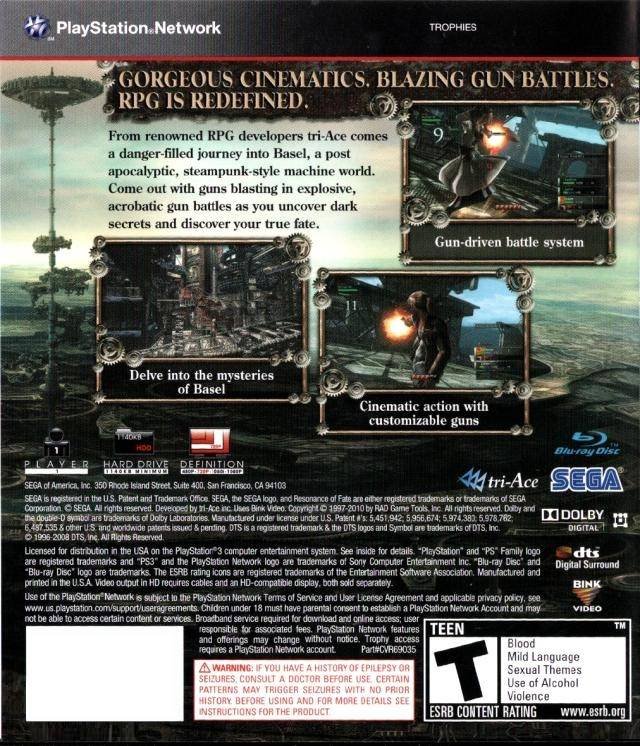 PlayStation®Network
TROPHIES
GORGEOUS CINEMATICS. BLAZING GUN BATTLES.
RPG IS REDEFINED.
From renowned RPG developers tri-Ace comes
a danger-filled journey into Basel, a post
apocalyptic, steampunk-style machine world.
Come out with guns blasting in explosive,
acrobatic gun battles as you uncover dark
secrets and discover your true fate.
9
Gun-driven battle system
11
Delve into the mysteries
of Basel
Cinematic action with
customizable guns
1
PLAYER
1
1140KB
HDD
HARD DRIVE
1140KB MINIMUM
DEFINITION
Blu-ray Disc
tri-Ace
SEGA
SEGA of America, Inc. 350 Rhode Island Street, Suite 400, San Francisco, CA 94103
SEGA is registered in the U.S. Patent and Trademark Office. SEGA, the SEGA logo, and Resonance of Fate are either registered trademarks or trademarks of SEGA
Corporation. © SEGA. All rights reserved. Developed by tri-Ace Inc. Uses Bink Video. Copyright © 1997-2010 by RAD Game Tools, Inc. All rights reserved. Dolby and
the double-D symbol are trademarks of Dolby Laboratories. Manufactured under license under U.S. Patent #'s: 5,451,942; 5,956,674; 5,974,380; 5,978,762;
6,487,535 & other U.S. and worldwide patents issued & pending. DTS is a registered trademark & the DTS logos and Symbol are trademarks of DTS, Inc.
© 1996-2008 DTS, Inc. All Rights Reserved.
DOLBY
DIGITAL
Licensed for distribution in the USA on the PlayStation®3 computer entertainment system. See inside for details. "PlayStation" and "PS" Family logo
are registered trademarks and "PS3" and the PlayStation Network logo are trademarks of Sony Computer Entertainment Inc. "Blu-ray Disc" and
"Blu-ray Disc" logo are trademarks. The ESRB rating icons are registered trademarks of the Entertainment Software Association. Manufactured and
printed in the U.S.A. Video output in HD requires cables and an HD-compatible display, both sold separately.
dts
Digital Surround
BINK
VIDEO
Use of the PlayStation®Network is subject to the PlayStation Network Terms of Service and User License Agreement and applicable privacy policy, see
www.us.playstation.com/support/useragreements. Children under 18 must have parental consent to establish a PlayStation Network Account and may
not be able to access certain content or services. Broadband service required for download and online access; user
responsible for associated fees. PlayStation Network features
and offerings may change without notice. Trophy access
requires a PlayStation Network account. Part#CVR69035
WARNING: IF YOU HAVE A HISTORY OF EPILEPSY OR
SEIZURES, CONSULT A DOCTOR BEFORE USE. CERTAIN
PATTERNS MAY TRIGGER SEIZURES WITH NO PRIOR
HISTORY. BEFORE USING AND FOR MORE DETAILS SEE
INSTRUCTIONS FOR THE PRODUCT.
TEEN
TM
T
Blood
Mild Language
Sexual Themes
Use of Alcohol
Violence
ESRB CONTENT RATING
www.esrb.org